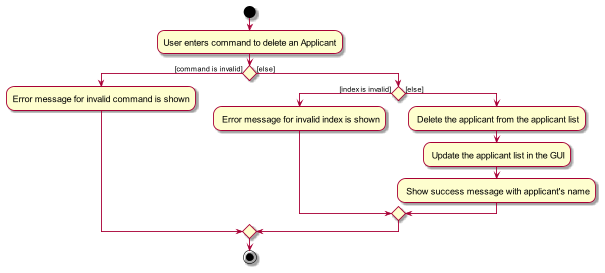 User enters command to delete an Applicant
[command is invalid]
[else]
[index is invalid]
[else]
Error message for invalid command is shown
Error message for invalid index is shown
Delete the applicant from the applicant list
Update the applicant list in the GUI
Show success message with applicant's name